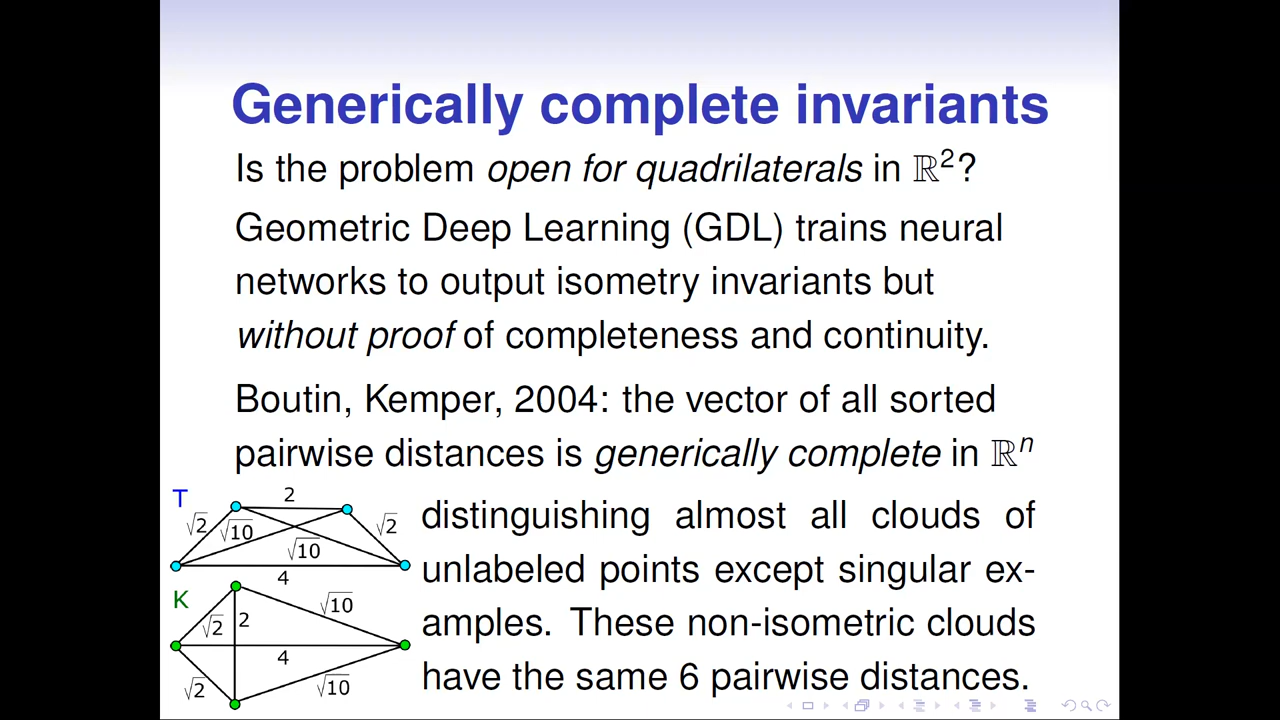 Generically complete invariants
Is the problem open for quadrilaterals in ℝ²?
Geometric Deep Learning (GDL) trains neural
networks to output isometry invariants but
without proof of completeness and continuity.
Boutin, Kemper, 2004: the vector of all sorted
pairwise distances is generically complete in ℝⁿ
distinguishing almost all clouds of
unlabeled points except singular ex-
amples. These non-isometric clouds
have the same 6 pairwise distances.
T
2
√2
√10
√2
√10
4
K
√10
√2
2
4
√2
√10